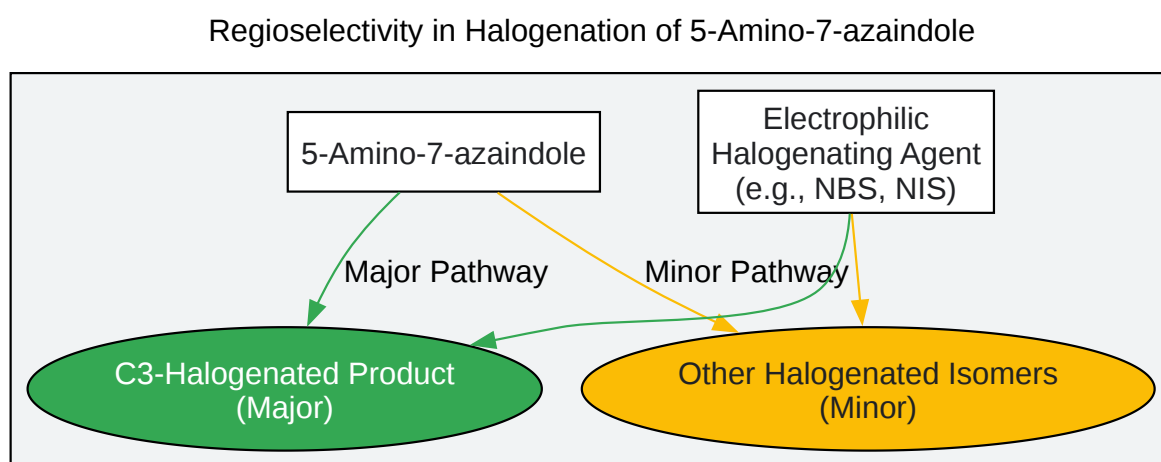 Regioselectivity in Halogenation of 5-Amino-7-azaindole
5-Amino-7-azaindole
Electrophilic
Halogenating Agent
(e.g., NBS, NIS)
Major Pathway
Minor Pathway
C3-Halogenated Product
(Major)
Other Halogenated Isomers
(Minor)